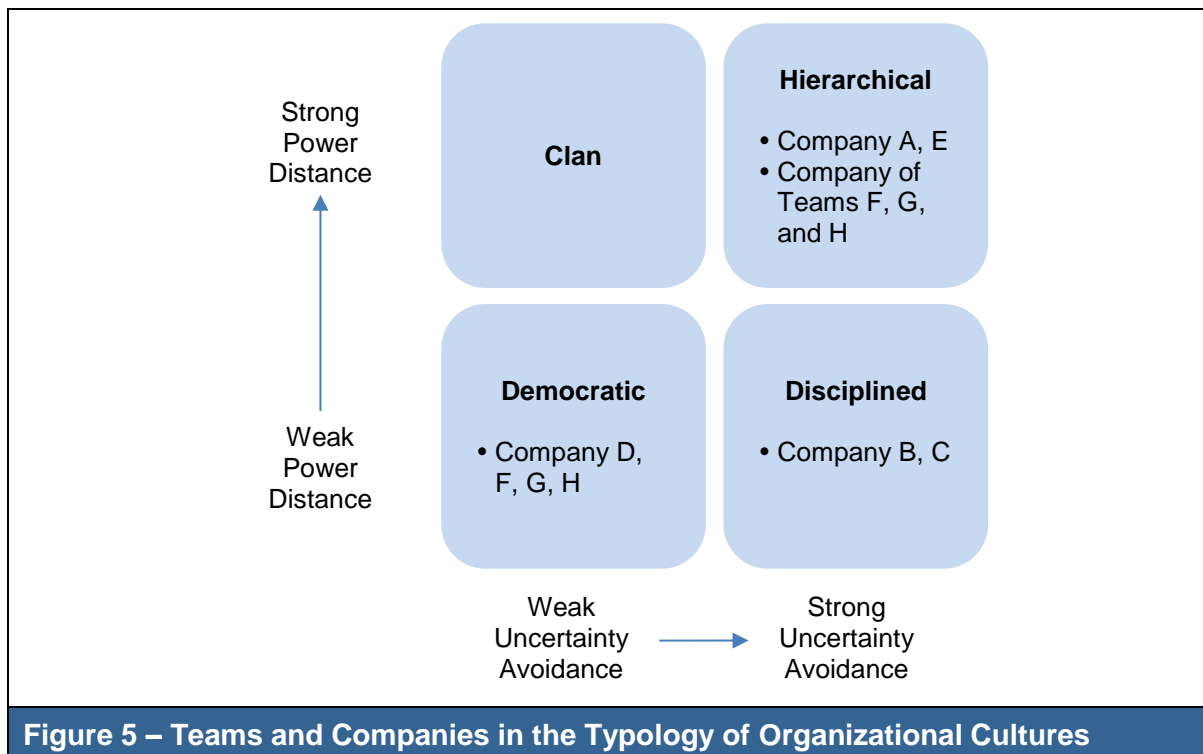 Strong
Power
Distance
Clan
Hierarchical
• Company A, E
• Company of
Teams F, G,
and H
Weak
Power
Distance
Democratic
• Company D,
F, G, H
Disciplined
• Company B, C
Weak
Uncertainty
Avoidance
Strong
Uncertainty
Avoidance
Figure 5 – Teams and Companies in the Typology of Organizational Cultures